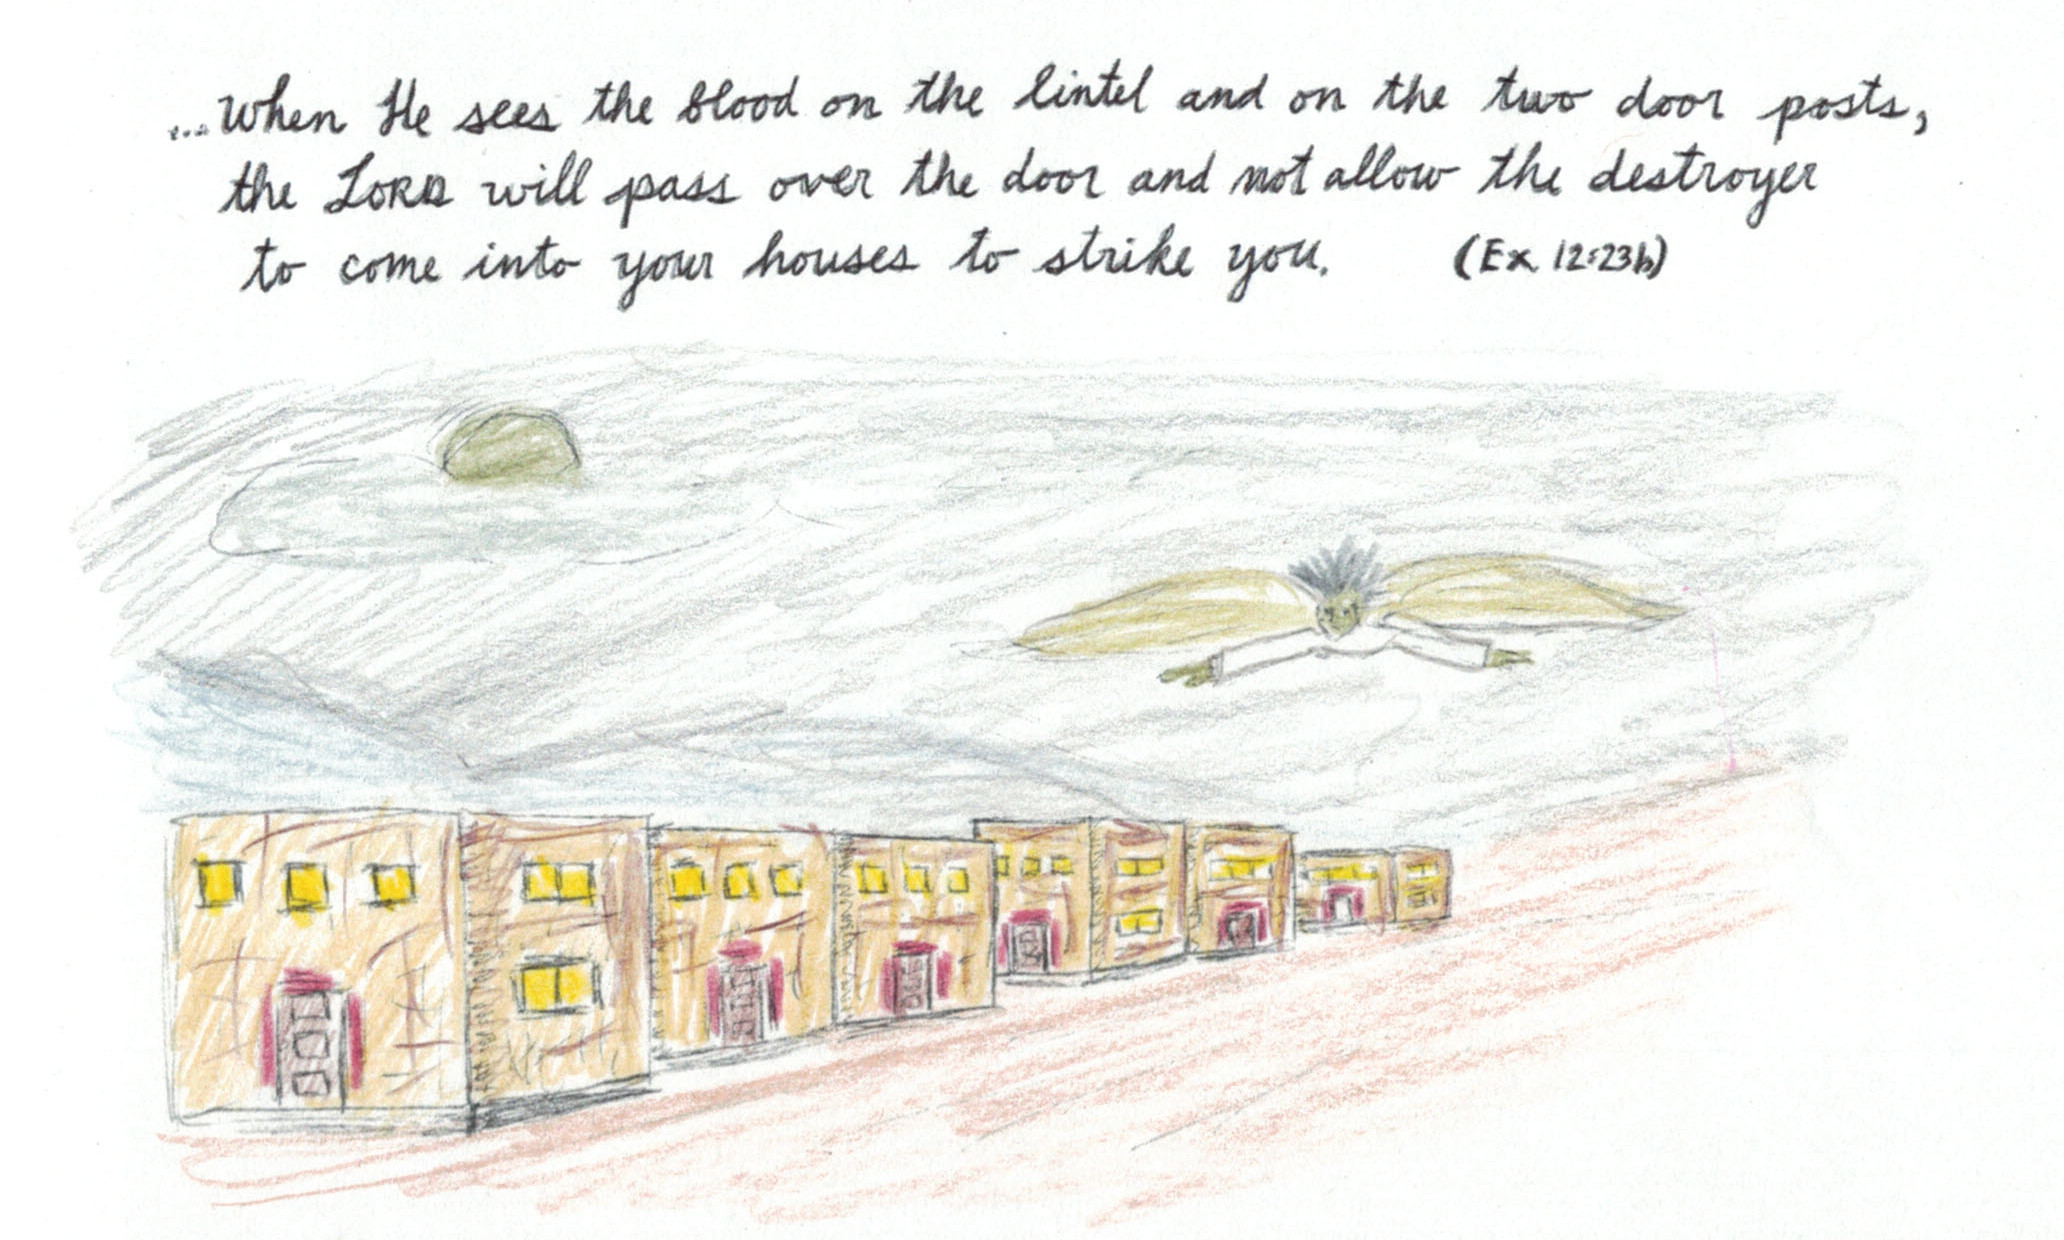 ...When He sees the blood on the lintel and on the two door posts,
the LORD will pass over the door and not allow the destroyer
to come into your houses to strike you. (Ex 12:23b)